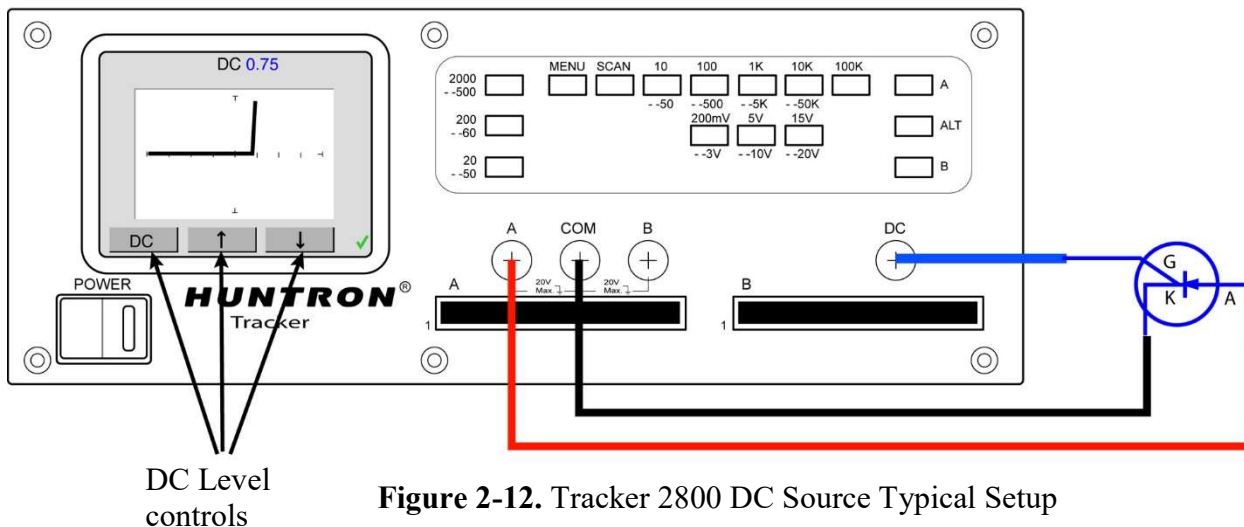 DC 0.75
DC ↑ ↓ ✓
POWER
HUNTRON®
Tracker
MENU SCAN 10 100 1K 10K 100K
2000
--500
200
--60
20
--50
--50 --500 --5K --50K
200mV 5V 15V
--3V --10V --20V
A
ALT
B
A COM B DC
20V
Max.
20V
Max.
A
1
B
1
G
K A
DC Level
controls
Figure 2-12. Tracker 2800 DC Source Typical Setup